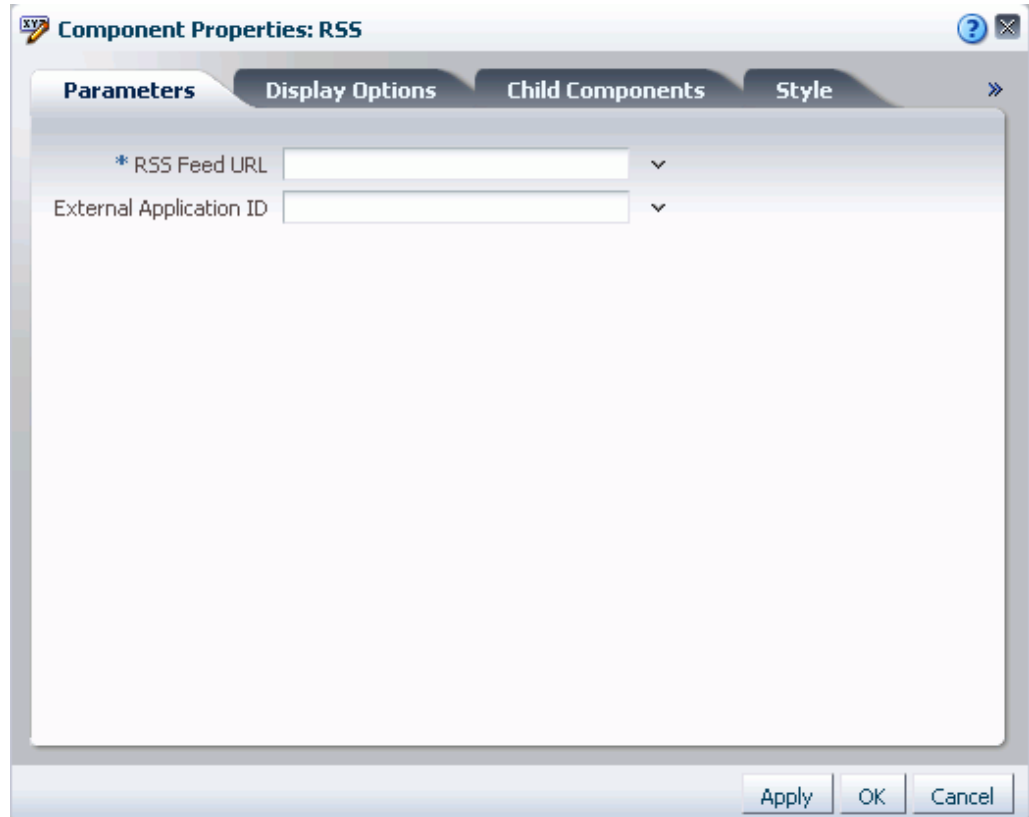 Component Properties: RSS
Parameters Display Options Child Components Style »
* RSS Feed URL
External Application ID
Apply OK Cancel